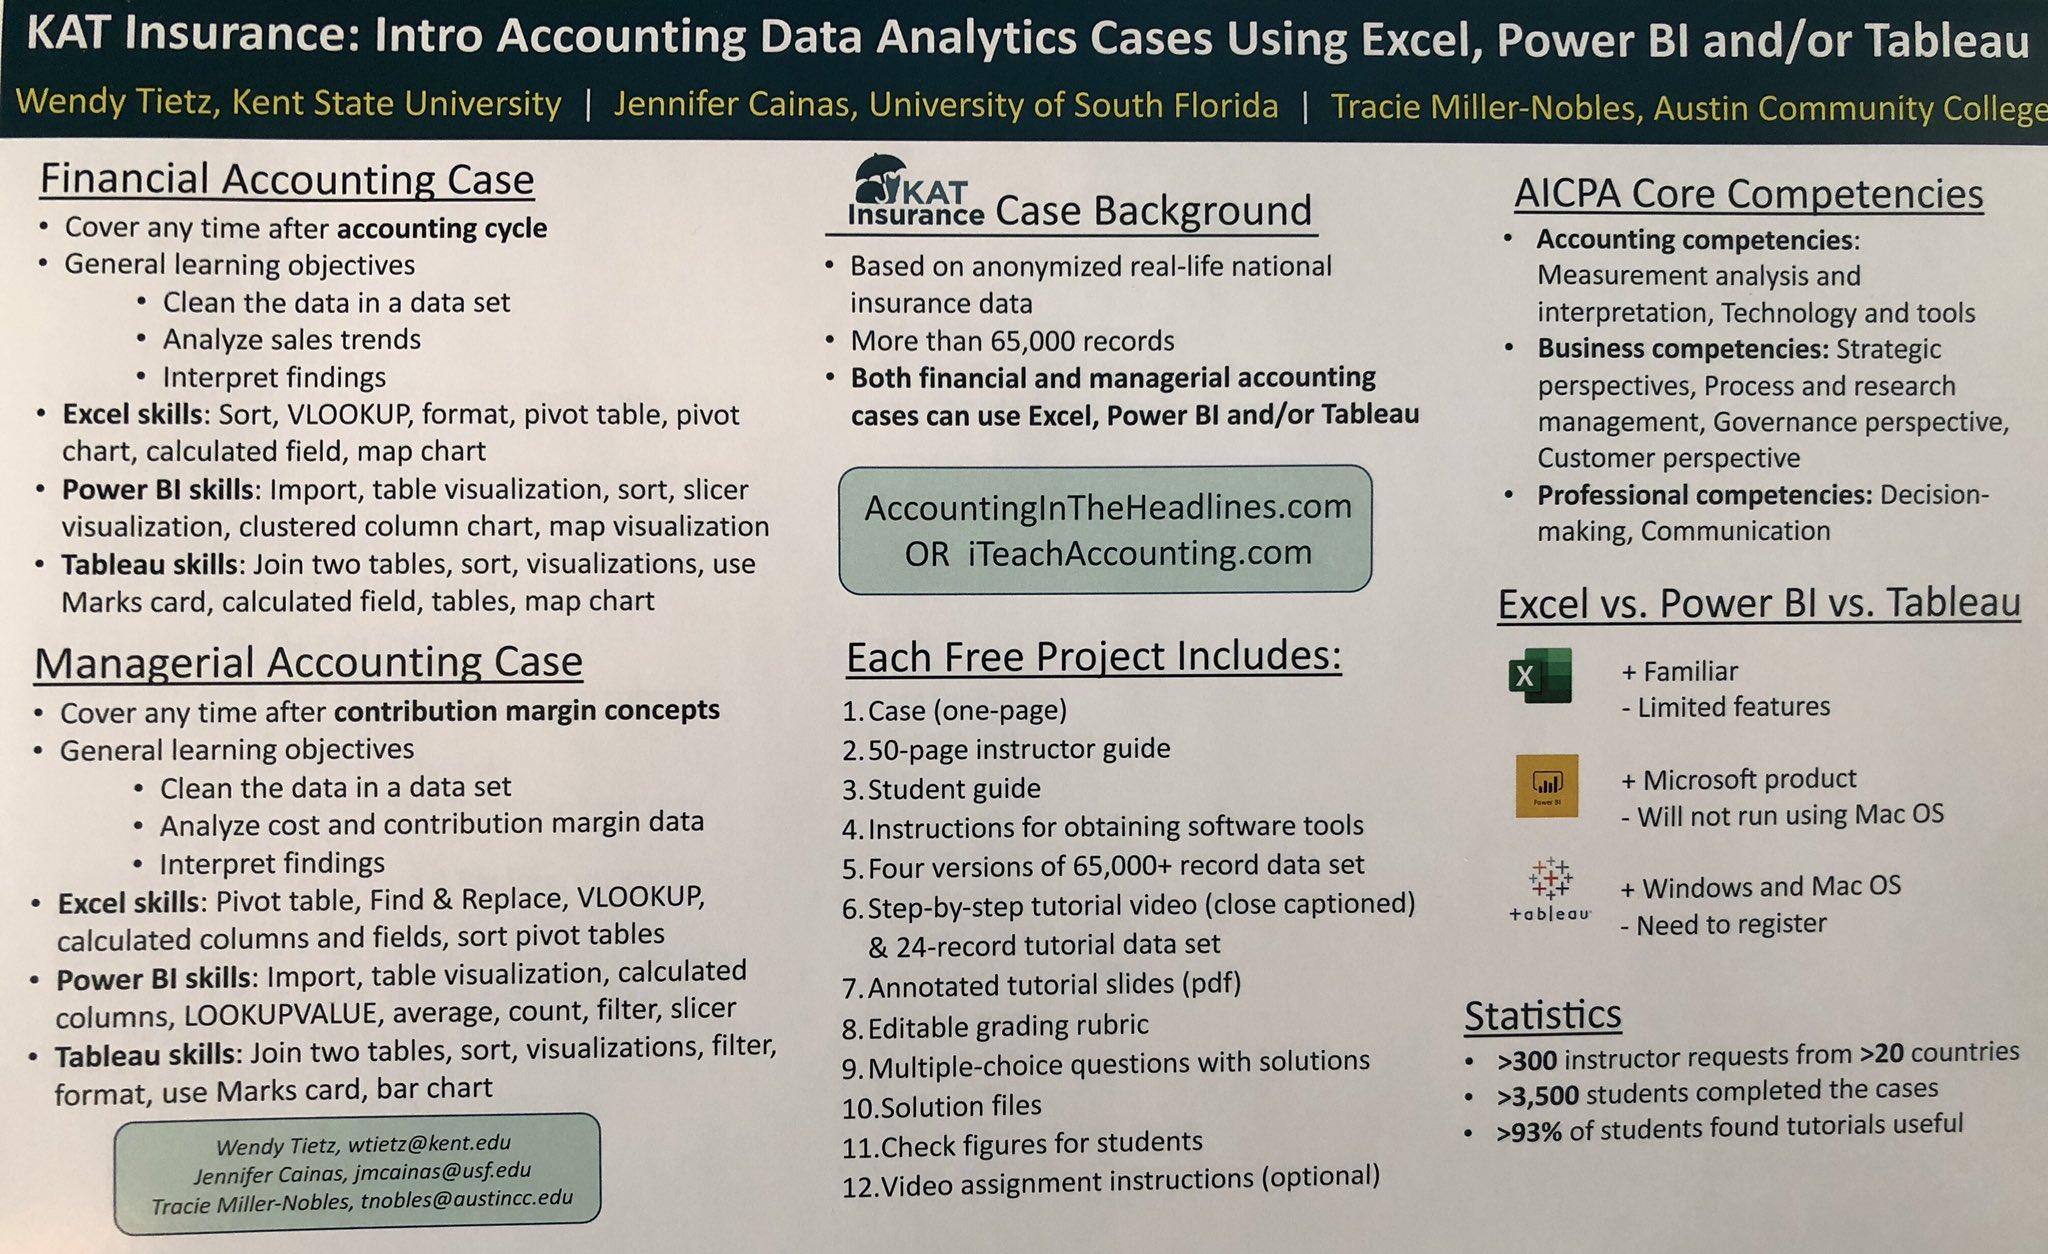 KAT Insurance: Intro Accounting Data Analytics Cases Using Excel, Power BI and/or Tableau
Wendy Tietz, Kent State University | Jennifer Cainas, University of South Florida | Tracie Miller-Nobles, Austin Community College
Financial Accounting Case
• Cover any time after accounting cycle
• General learning objectives
• Clean the data in a data set
• Analyze sales trends
• Interpret findings
• Excel skills: Sort, VLOOKUP, format, pivot table, pivot
chart, calculated field, map chart
• Power BI skills: Import, table visualization, sort, slicer
visualization, clustered column chart, map visualization
• Tableau skills: Join two tables, sort, visualizations, use
Marks card, calculated field, tables, map chart
Managerial Accounting Case
• Cover any time after contribution margin concepts
• General learning objectives
• Clean the data in a data set
• Analyze cost and contribution margin data
• Interpret findings
• Excel skills: Pivot table, Find & Replace, VLOOKUP,
calculated columns and fields, sort pivot tables
• Power BI skills: Import, table visualization, calculated
columns, LOOKUPVALUE, average, count, filter, slicer
• Tableau skills: Join two tables, sort, visualizations, filter,
format, use Marks card, bar chart
Wendy Tietz, wtietz@kent.edu
Jennifer Cainas, jmcainas@usf.edu
Tracie Miller-Nobles, tnobles@austincc.edu
KAT
Insurance Case Background
• Based on anonymized real-life national
insurance data
• More than 65,000 records
• Both financial and managerial accounting
cases can use Excel, Power BI and/or Tableau
AccountingInTheHeadlines.com
OR iTeachAccounting.com
Each Free Project Includes:
1. Case (one-page)
2. 50-page instructor guide
3. Student guide
4. Instructions for obtaining software tools
5. Four versions of 65,000+ record data set
6. Step-by-step tutorial video (close captioned)
& 24-record tutorial data set
7. Annotated tutorial slides (pdf)
8. Editable grading rubric
9. Multiple-choice questions with solutions
10. Solution files
11. Check figures for students
12. Video assignment instructions (optional)
AICPA Core Competencies
• Accounting competencies:
Measurement analysis and
interpretation, Technology and tools
• Business competencies: Strategic
perspectives, Process and research
management, Governance perspective,
Customer perspective
• Professional competencies: Decision-
making, Communication
Excel vs. Power BI vs. Tableau
X
+ Familiar
- Limited features
Power BI
+ Microsoft product
- Will not run using Mac OS
+ableau
+ Windows and Mac OS
- Need to register
Statistics
• >300 instructor requests from >20 countries
• >3,500 students completed the cases
• >93% of students found tutorials useful